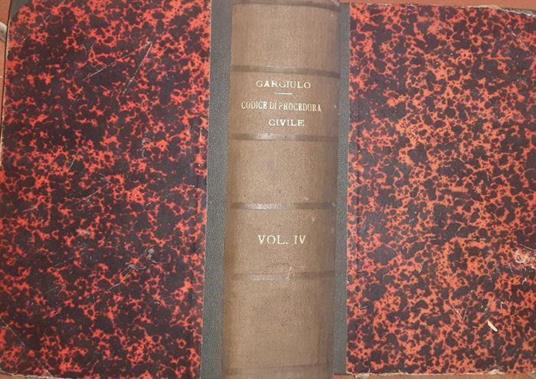 GARGIULO
CODICE DI PROCEDURA
CIVILE
VOL. IV